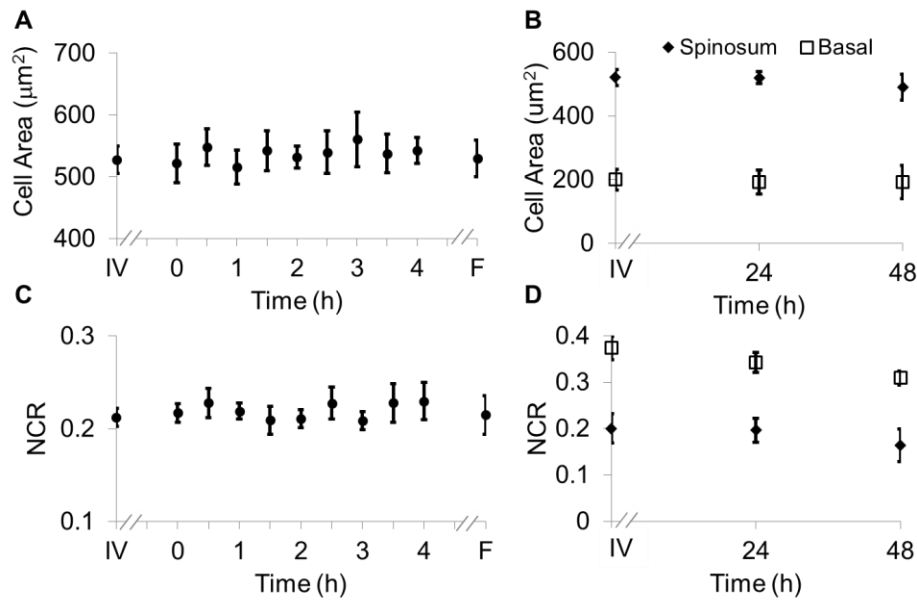 A
700
600
500
400
Cell Area (μm²)
IV 0 1 2 3 4 F
Time (h)
B
◆ Spinosum □ Basal
600
400
200
0
Cell Area (um²)
IV 24 48
Time (h)
C
0.3
0.2
0.1
NCR
IV 0 1 2 3 4 F
Time (h)
D
0.4
0.3
0.2
0.1
0
NCR
IV 24 48
Time (h)